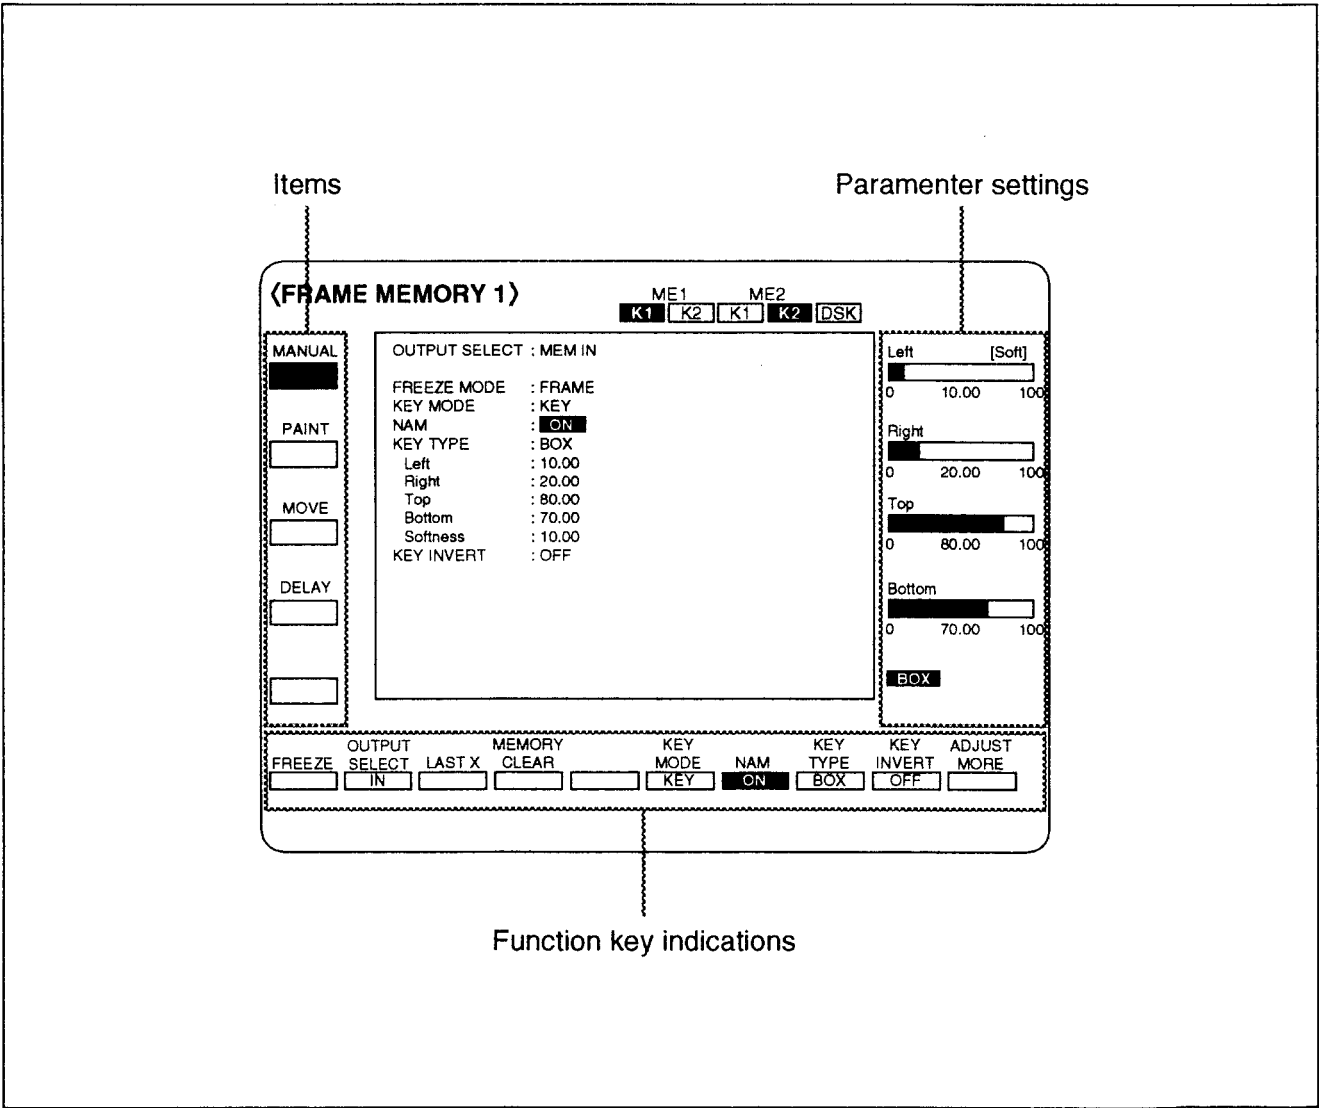 Items
Paramenter settings
〈FRAME MEMORY 1〉
ME1 ME2
K1 K2 K1 K2 DSK
MANUAL
PAINT
MOVE
DELAY
OUTPUT SELECT : MEM IN
FREEZE MODE : FRAME
KEY MODE : KEY
NAM : ON
KEY TYPE : BOX
Left : 10.00
Right : 20.00
Top : 80.00
Bottom : 70.00
Softness : 10.00
KEY INVERT : OFF
Left [Soft]
0 10.00 100
Right
0 20.00 100
Top
0 80.00 100
Bottom
0 70.00 100
BOX
FREEZE
OUTPUT
SELECT
IN
LAST X
MEMORY
CLEAR
KEY
MODE
KEY
NAM
ON
KEY
TYPE
BOX
KEY
INVERT
OFF
ADJUST
MORE
Function key indications